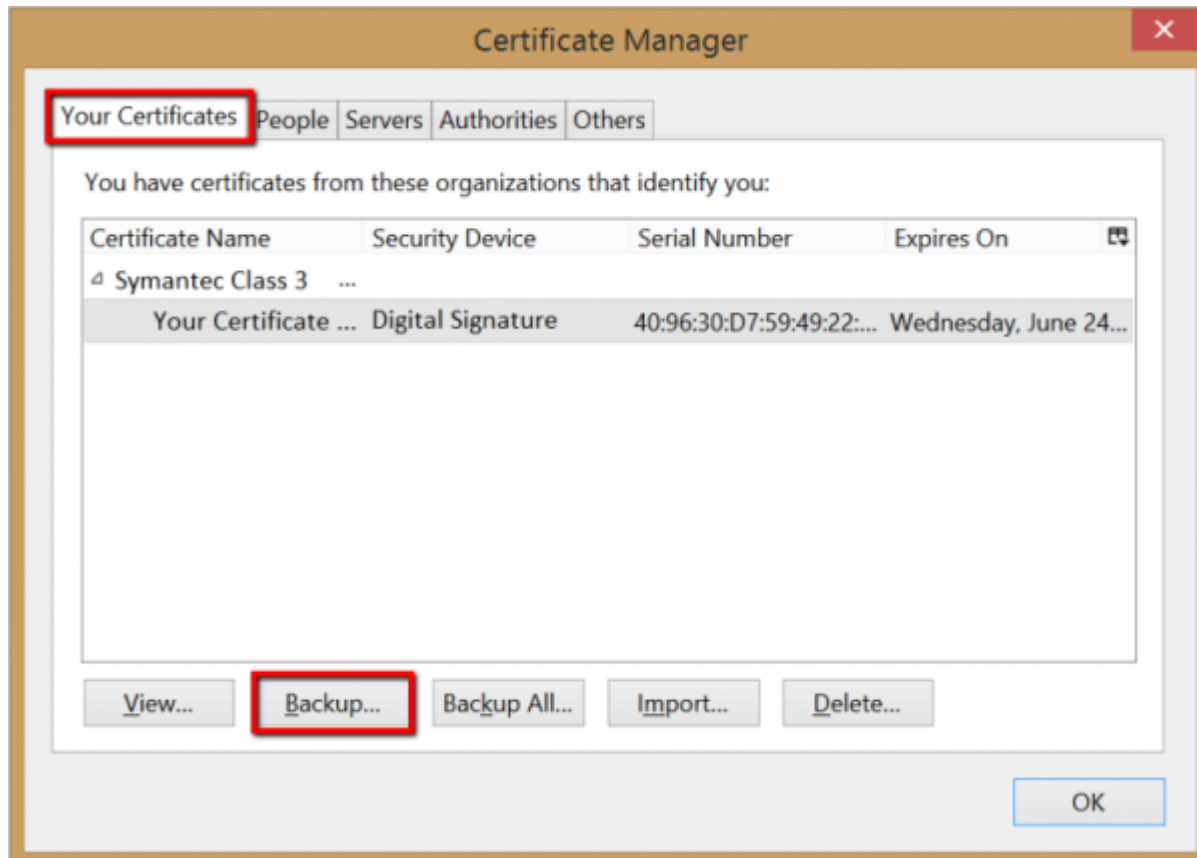 Certificate Manager
Your Certificates People Servers Authorities Others
You have certificates from these organizations that identify you:
Certificate Name Security Device Serial Number Expires On
Symantec Class 3 ...
Your Certificate ... Digital Signature 40:96:30:D7:59:49:22:... Wednesday, June 24...
View... Backup... Backup All... Import... Delete...
OK